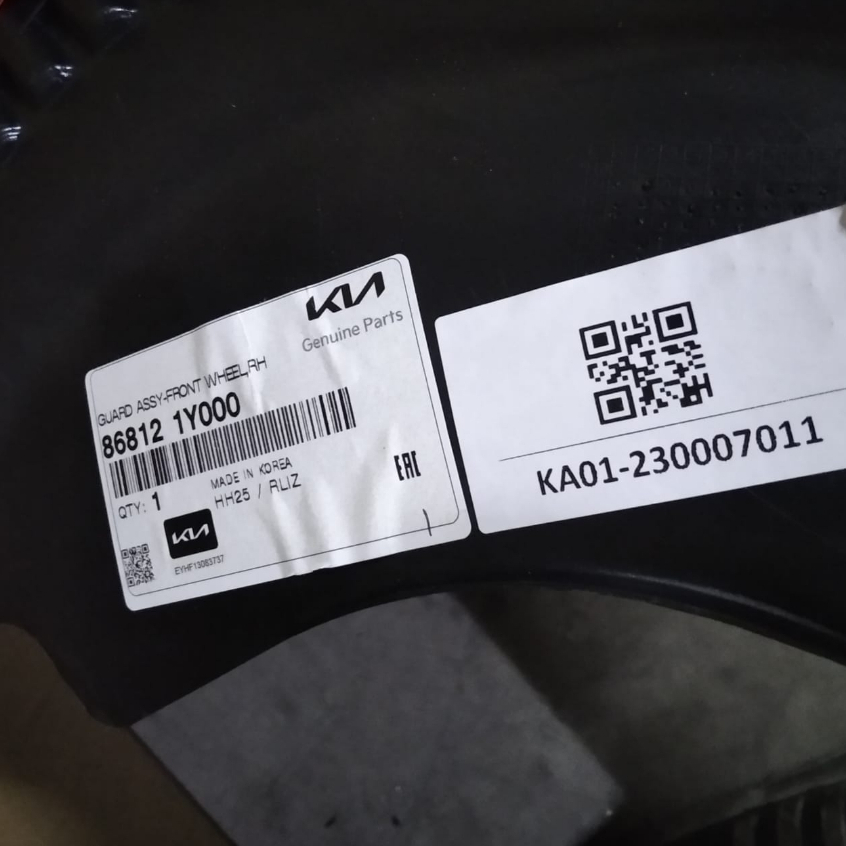 KIA
Genuine Parts
GUARD ASSY-FRONT WHEEL,RH
86812 1Y000
MADE IN KOREA
QTY: 1
HH25 / RLIZ
EAC
KIA
EYHF13083737
KA01-230007011